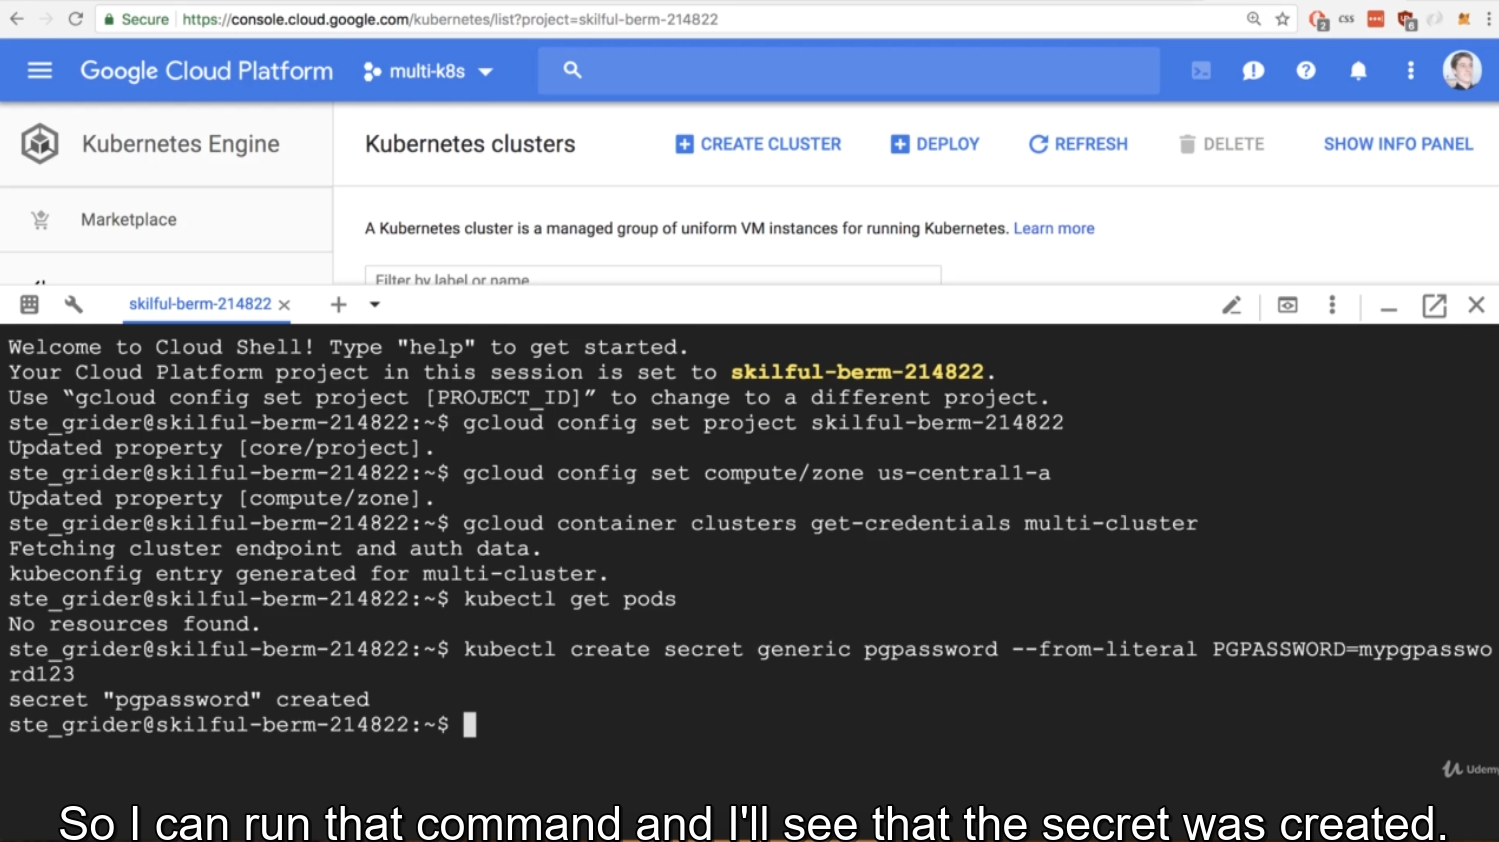 Secure https://console.cloud.google.com/kubernetes/list?project=skilful-berm-214822
2 css 6
Google Cloud Platform multi-k8s
Kubernetes Engine Kubernetes clusters CREATE CLUSTER DEPLOY REFRESH DELETE SHOW INFO PANEL
Marketplace
A Kubernetes cluster is a managed group of uniform VM instances for running Kubernetes. Learn more
Filter by label or name
skilful-berm-214822
Welcome to Cloud Shell! Type "help" to get started.
Your Cloud Platform project in this session is set to skilful-berm-214822.
Use “gcloud config set project [PROJECT_ID]” to change to a different project.
ste_grider@skilful-berm-214822:~$ gcloud config set project skilful-berm-214822
Updated property [core/project].
ste_grider@skilful-berm-214822:~$ gcloud config set compute/zone us-central1-a
Updated property [compute/zone].
ste_grider@skilful-berm-214822:~$ gcloud container clusters get-credentials multi-cluster
Fetching cluster endpoint and auth data.
kubeconfig entry generated for multi-cluster.
ste_grider@skilful-berm-214822:~$ kubectl get pods
No resources found.
ste_grider@skilful-berm-214822:~$ kubectl create secret generic pgpassword --from-literal PGPASSWORD=mypgpasswo
rd123
secret "pgpassword" created
ste_grider@skilful-berm-214822:~$
Udemy
So I can run that command and I'll see that the secret was created.